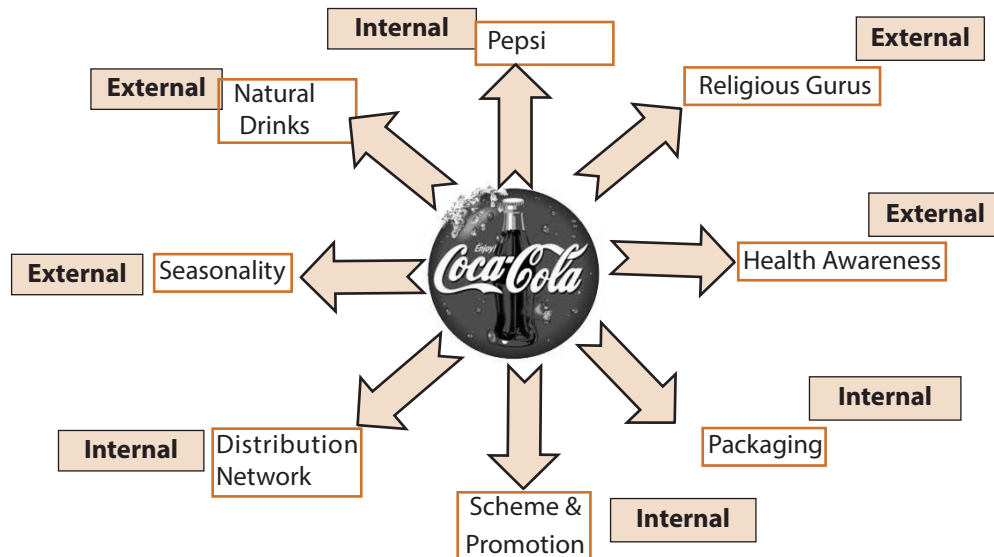 Internal
Pepsi
External
Religious Gurus
External
Natural
Drinks
External
Health Awareness
External
Seasonality
Enjoy!
Coca-Cola
Internal
Packaging
Internal
Distribution
Network
Scheme &
Promotion
Internal